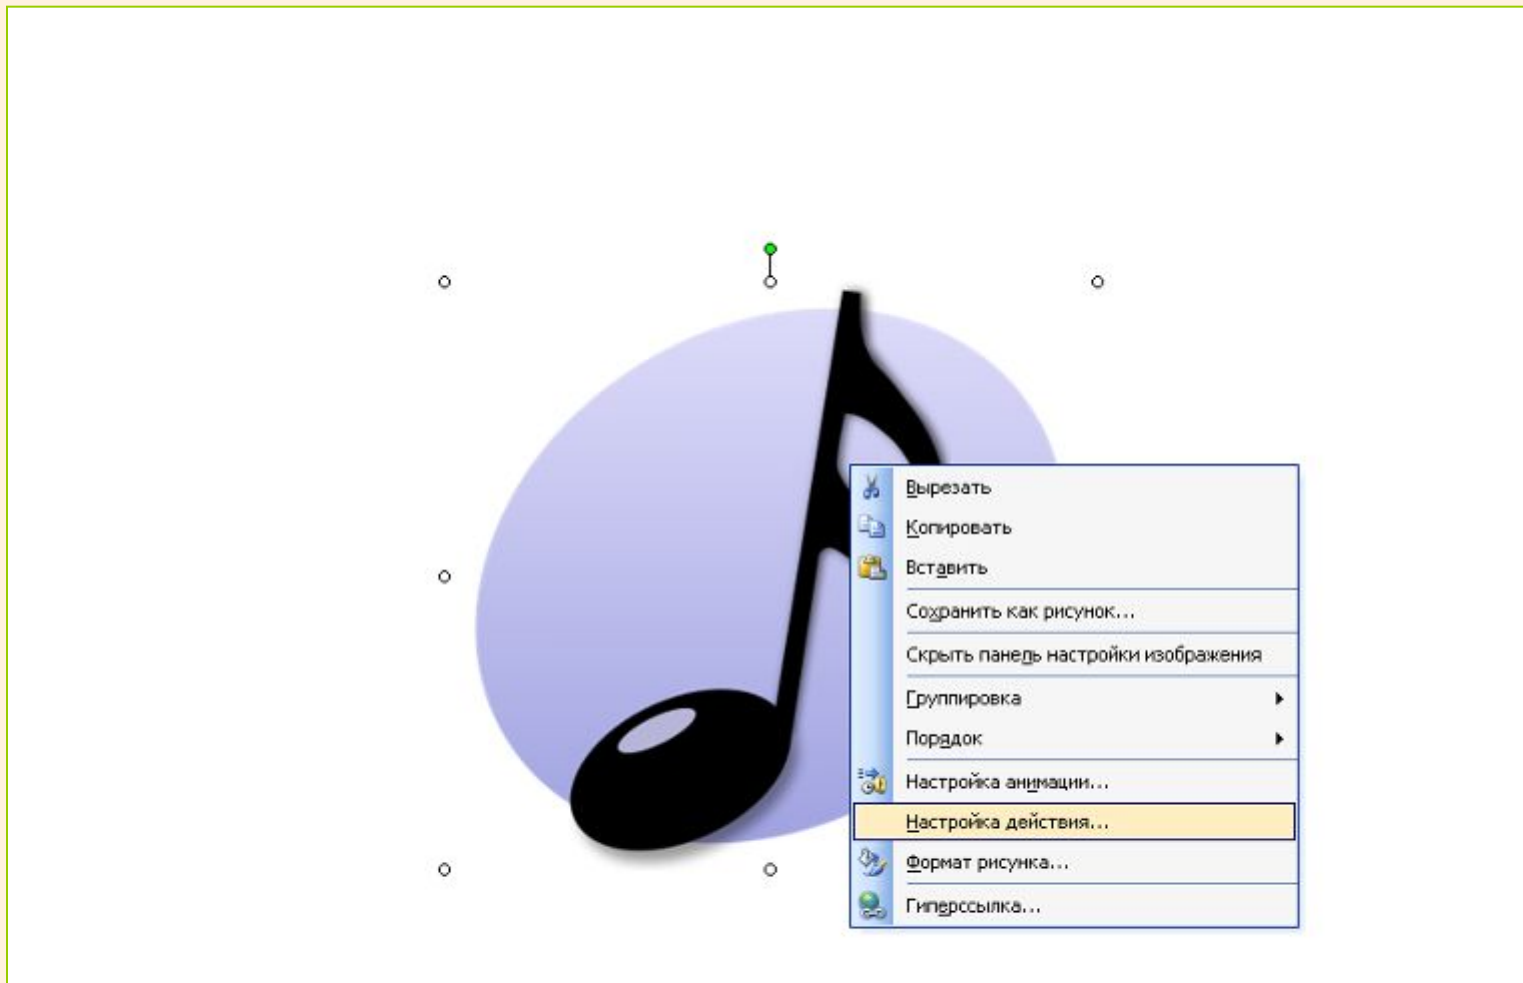 Вырезать
Копировать
Вставить
Сохранить как рисунок...
Скрыть панель настройки изображения
Группировка
Порядок
Настройка анимации...
Настройка действия...
Формат рисунка...
Гиперссылка...